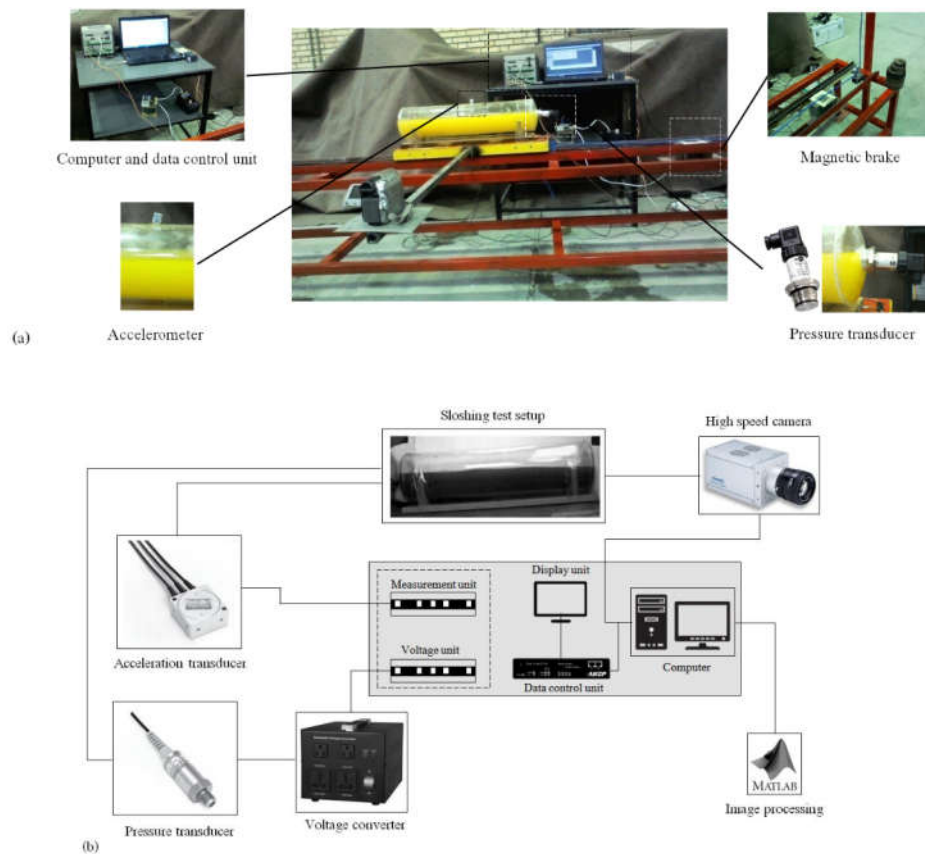 Computer and data control unit
Magnetic brake
Accelerometer
Pressure transducer
(a)
Sloshing test setup
High speed camera
Measurement unit
Display unit
Voltage unit
Acceleration transducer
Data control unit
Computer
MATLAB
Pressure transducer
Voltage converter
Image processing
(b)